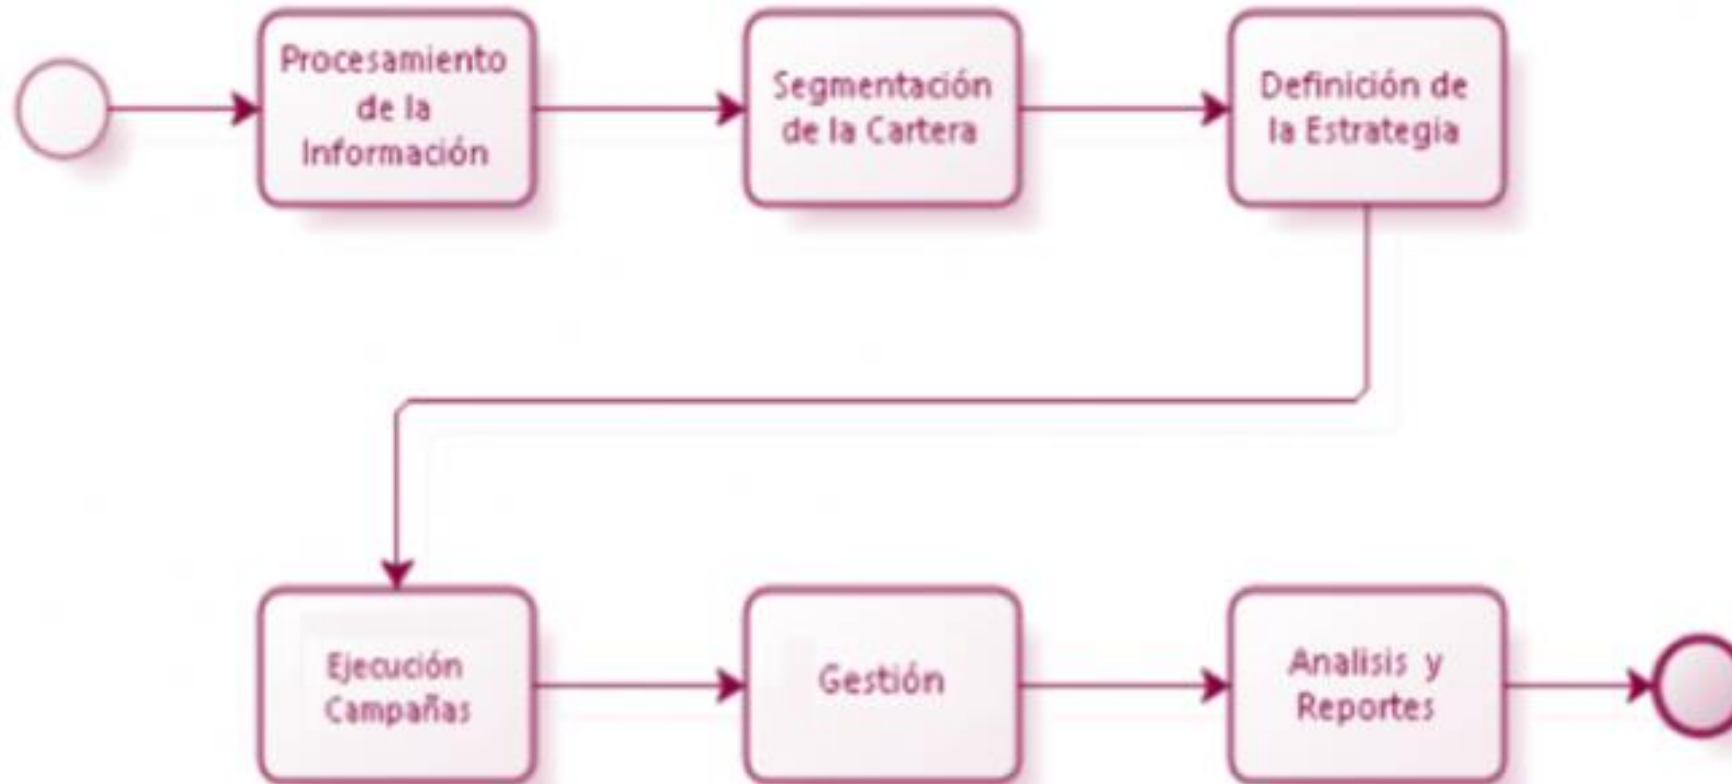 Procesamiento
de la
Información
Segmentación
de la Cartera
Definición de
la Estrategia
Ejecución
Campañas
Gestión
Analisis y
Reportes